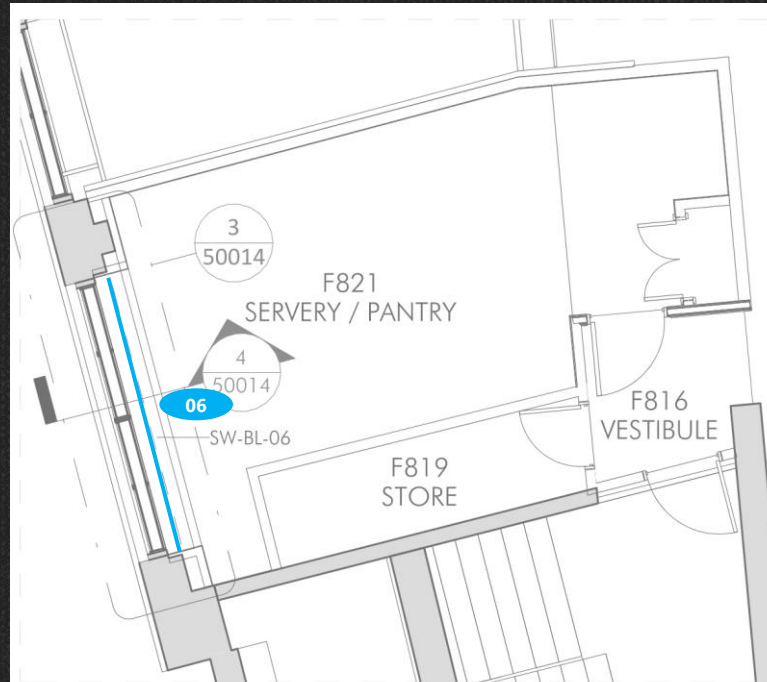 3
50014
F821
SERVERY / PANTRY
4
50014
06
SW-BL-06
F816
VESTIBULE
F819
STORE